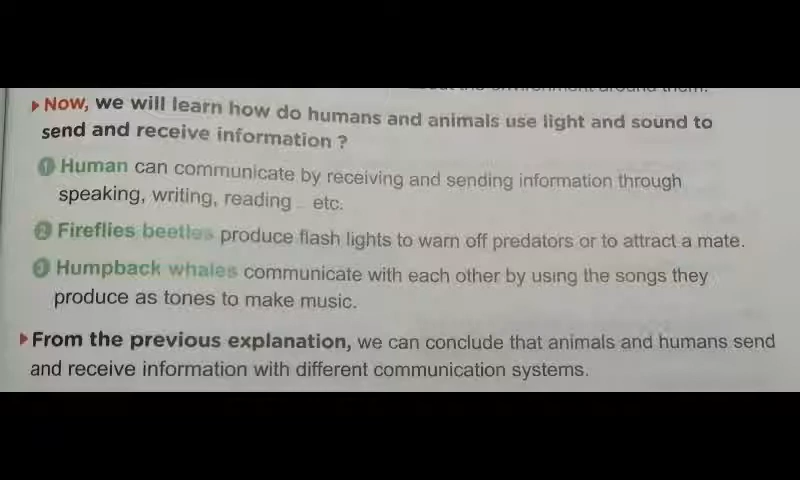 Now, we will learn how do humans and animals use light and sound to
send and receive information ?
1 Human can communicate by receiving and sending information through
speaking, writing, reading .. etc.
2 Fireflies beetles produce flash lights to warn off predators or to attract a mate.
3 Humpback whales communicate with each other by using the songs they
produce as tones to make music.
From the previous explanation, we can conclude that animals and humans send
and receive information with different communication systems.